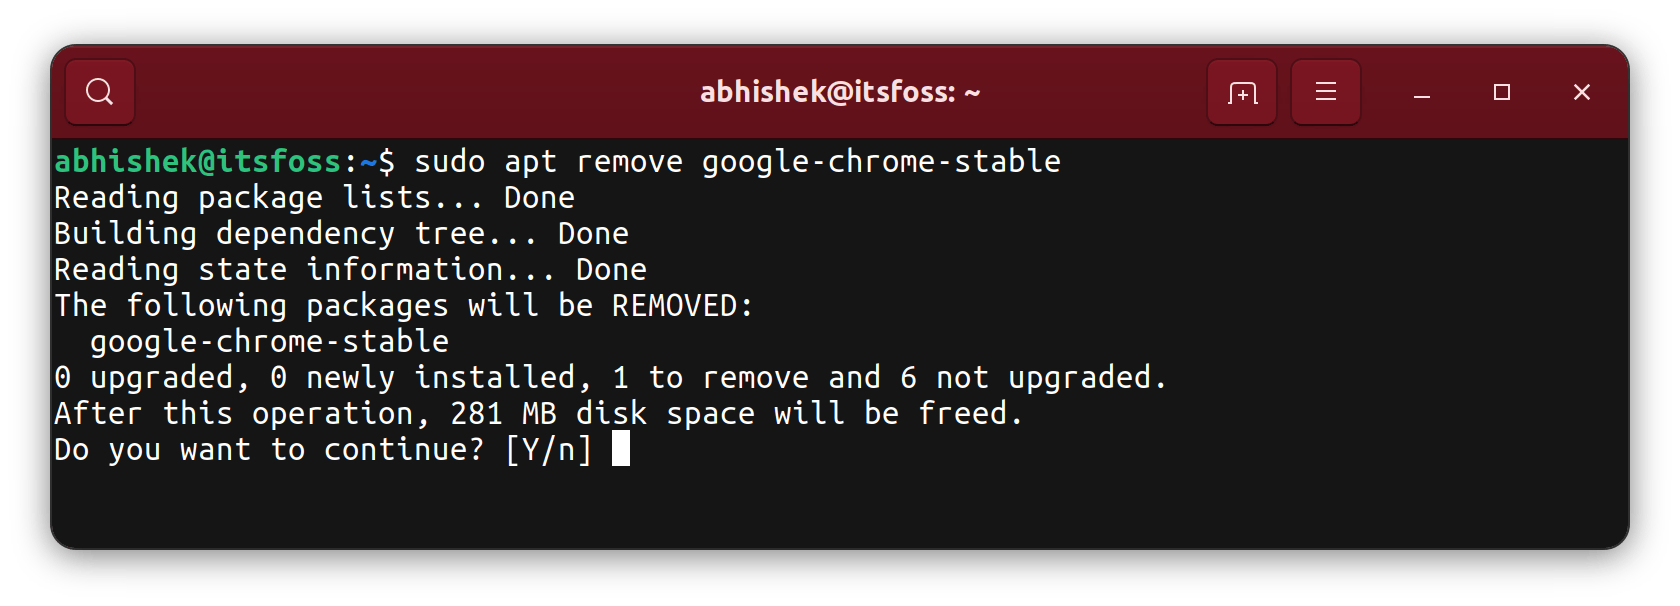 abhishek@itsfoss: ~
abhishek@itsfoss:~$ sudo apt remove google-chrome-stable
Reading package lists... Done
Building dependency tree... Done
Reading state information... Done
The following packages will be REMOVED:
  google-chrome-stable
0 upgraded, 0 newly installed, 1 to remove and 6 not upgraded.
After this operation, 281 MB disk space will be freed.
Do you want to continue? [Y/n]